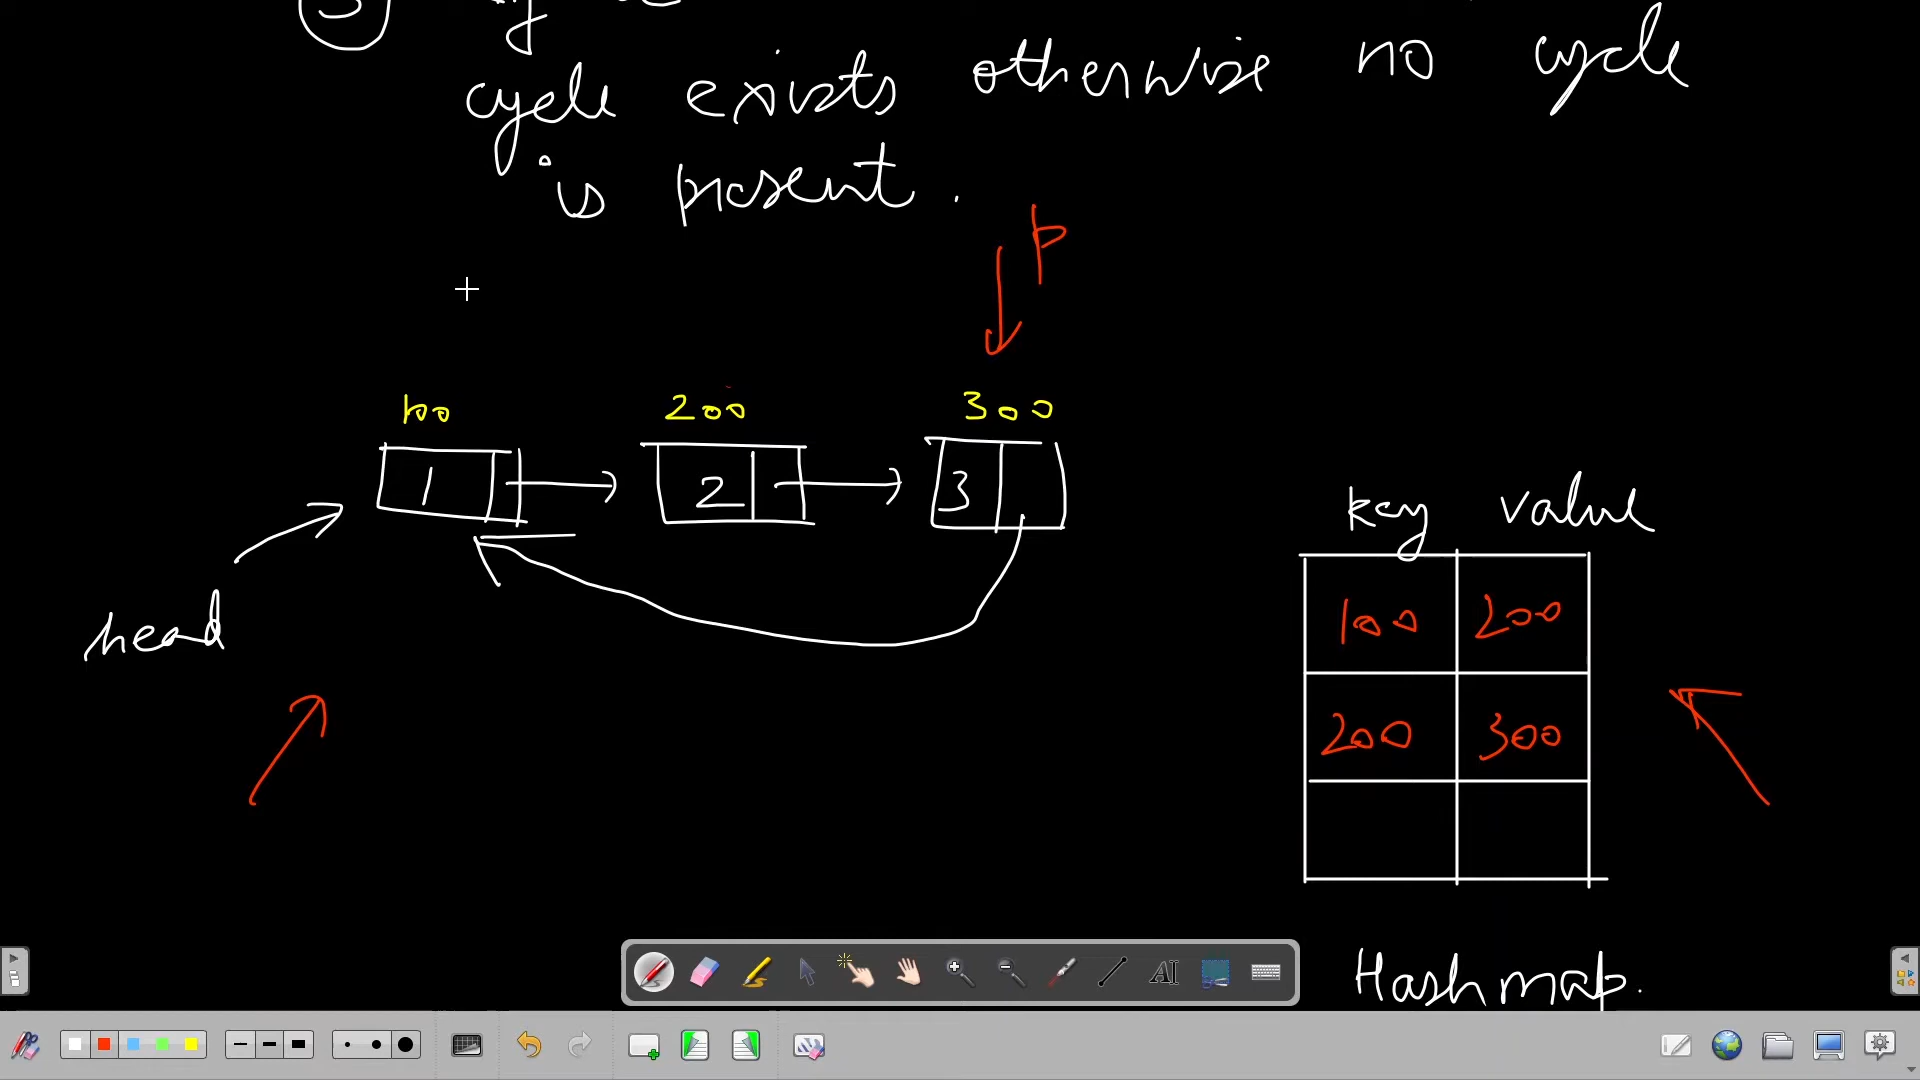 cycle exists otherwise no cycle
is present.
p
100 200 300
1 2 3
head
key value
100 200
200 300
Hashmap.